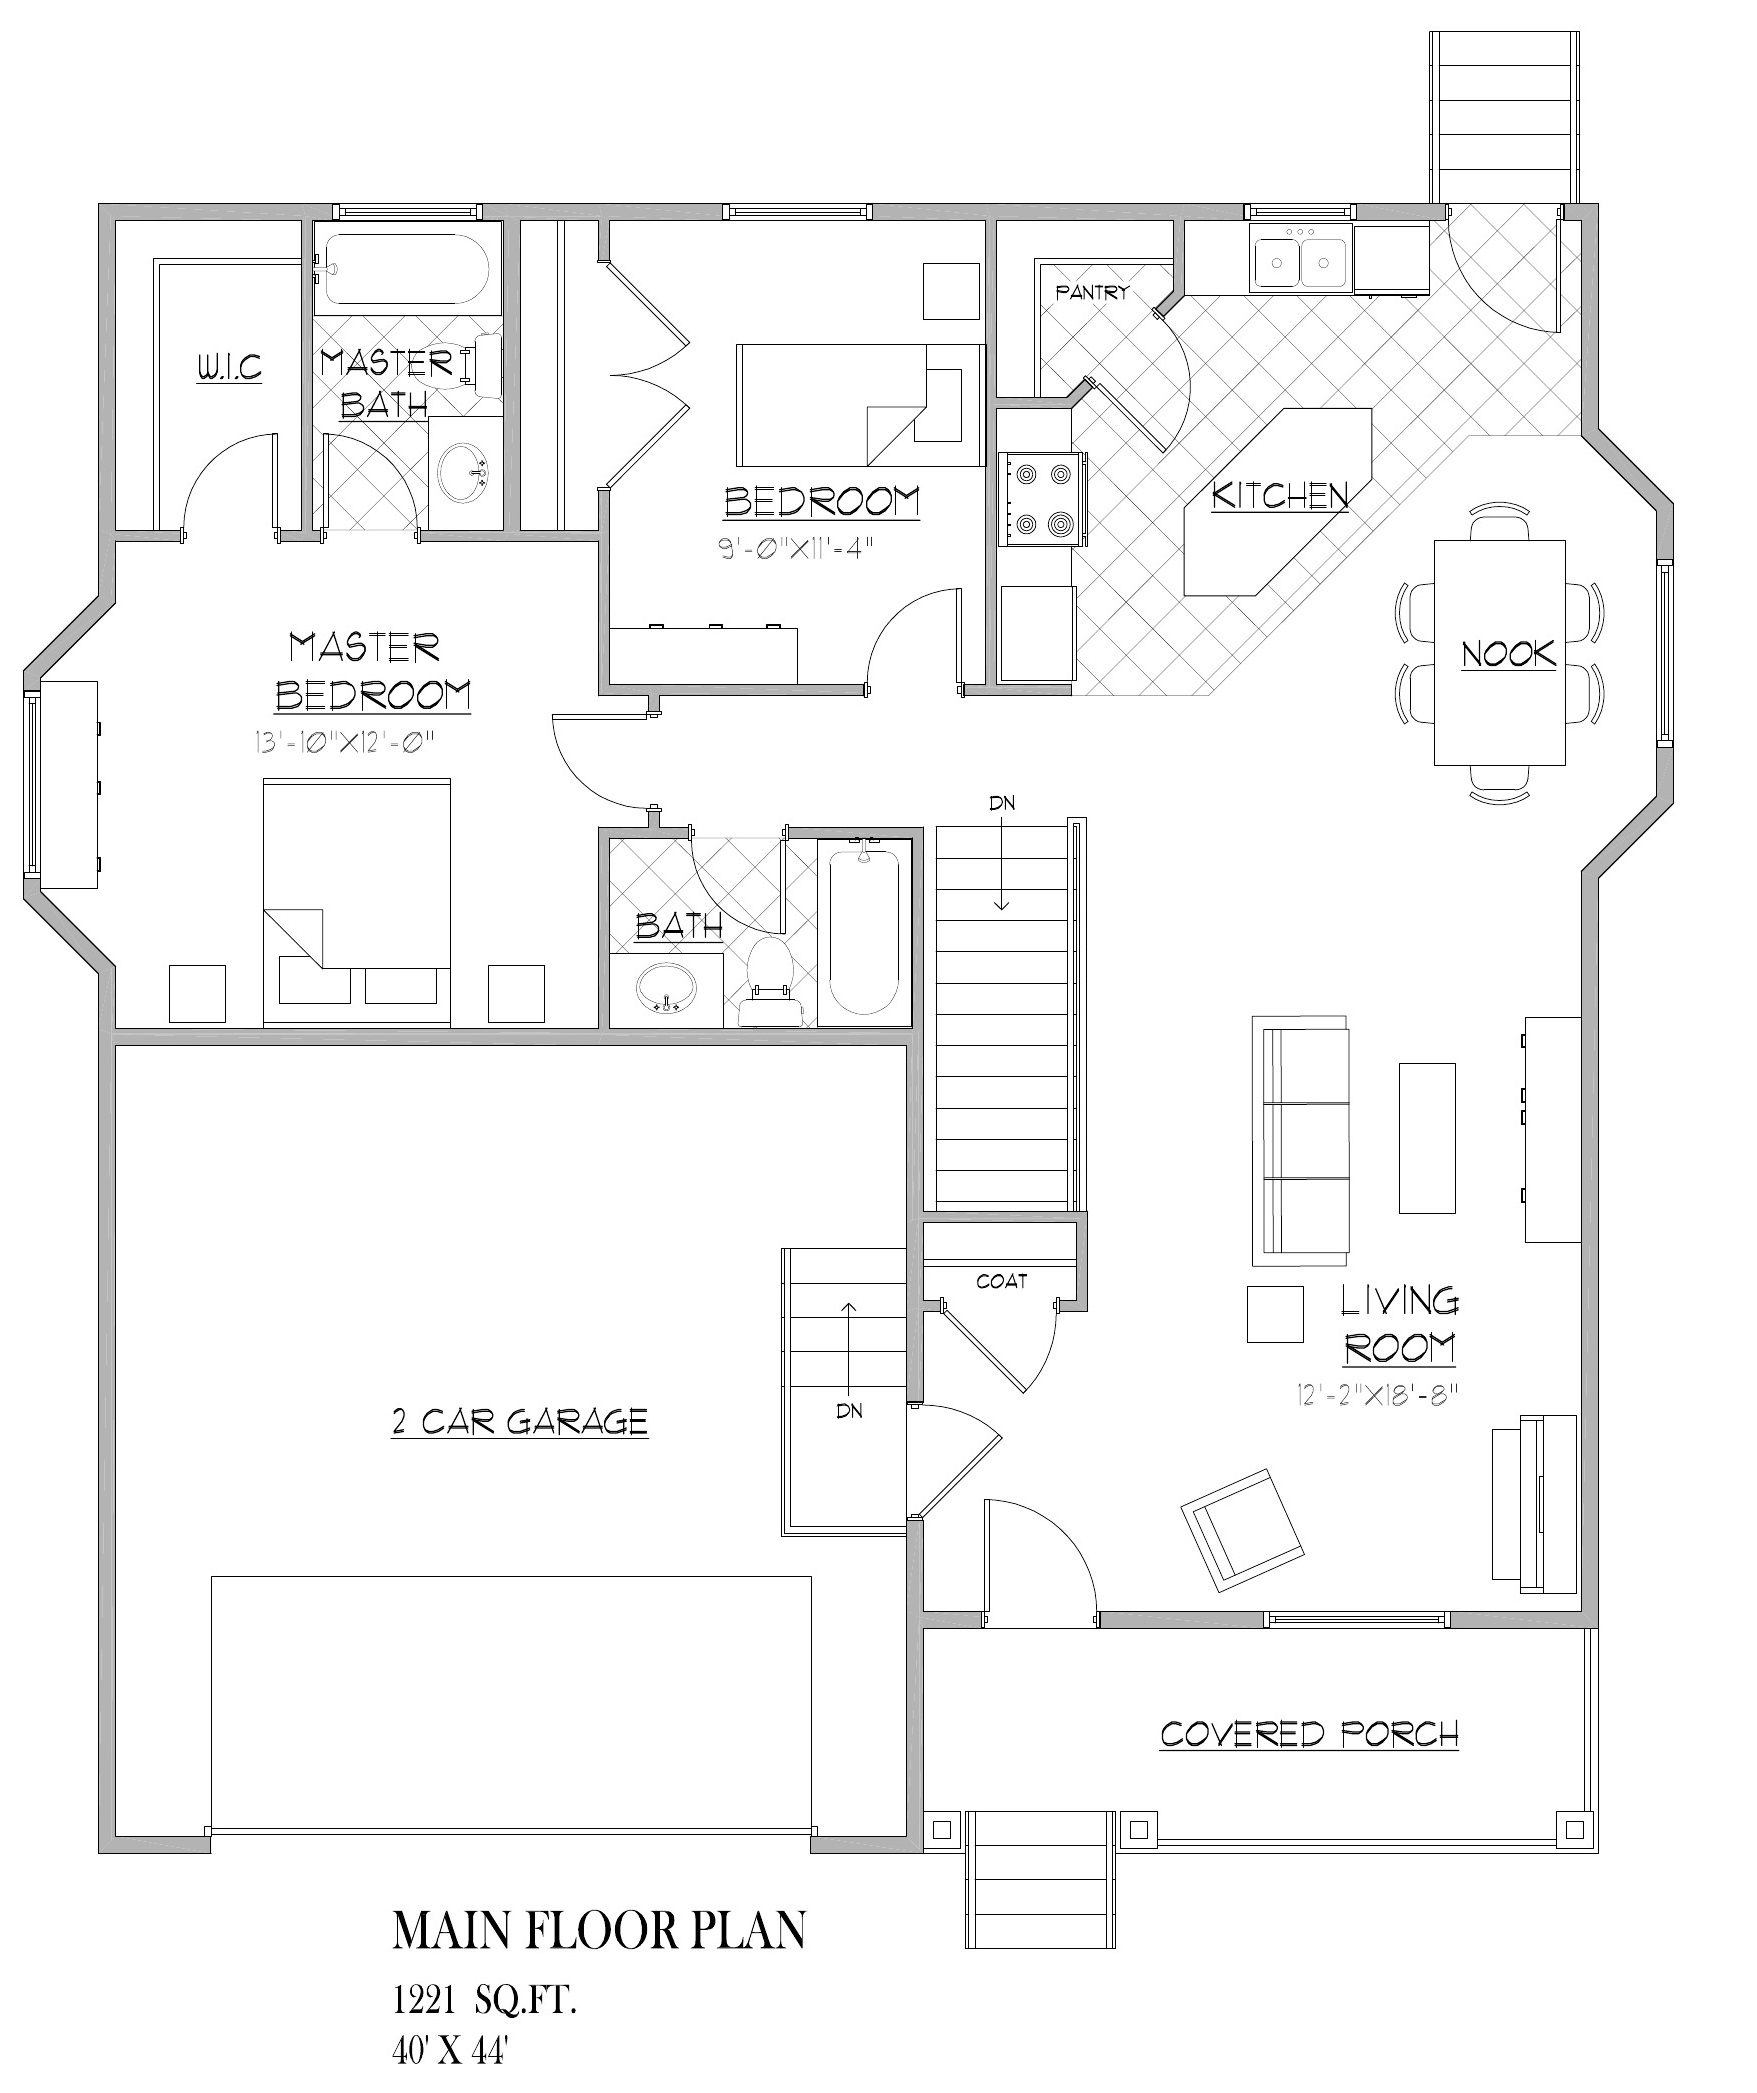 PANTRY
W.I.C
MASTER
BATH
BEDROOM
9'-0"X11'-4"
KITCHEN
NOOK
MASTER
BEDROOM
13'-10"X12'-0"
DN
BATH
COAT
LIVING
ROOM
12'-2"X18'-8"
DN
2 CAR GARAGE
COVERED PORCH
MAIN FLOOR PLAN
1221 SQ.FT.
40' X 44'